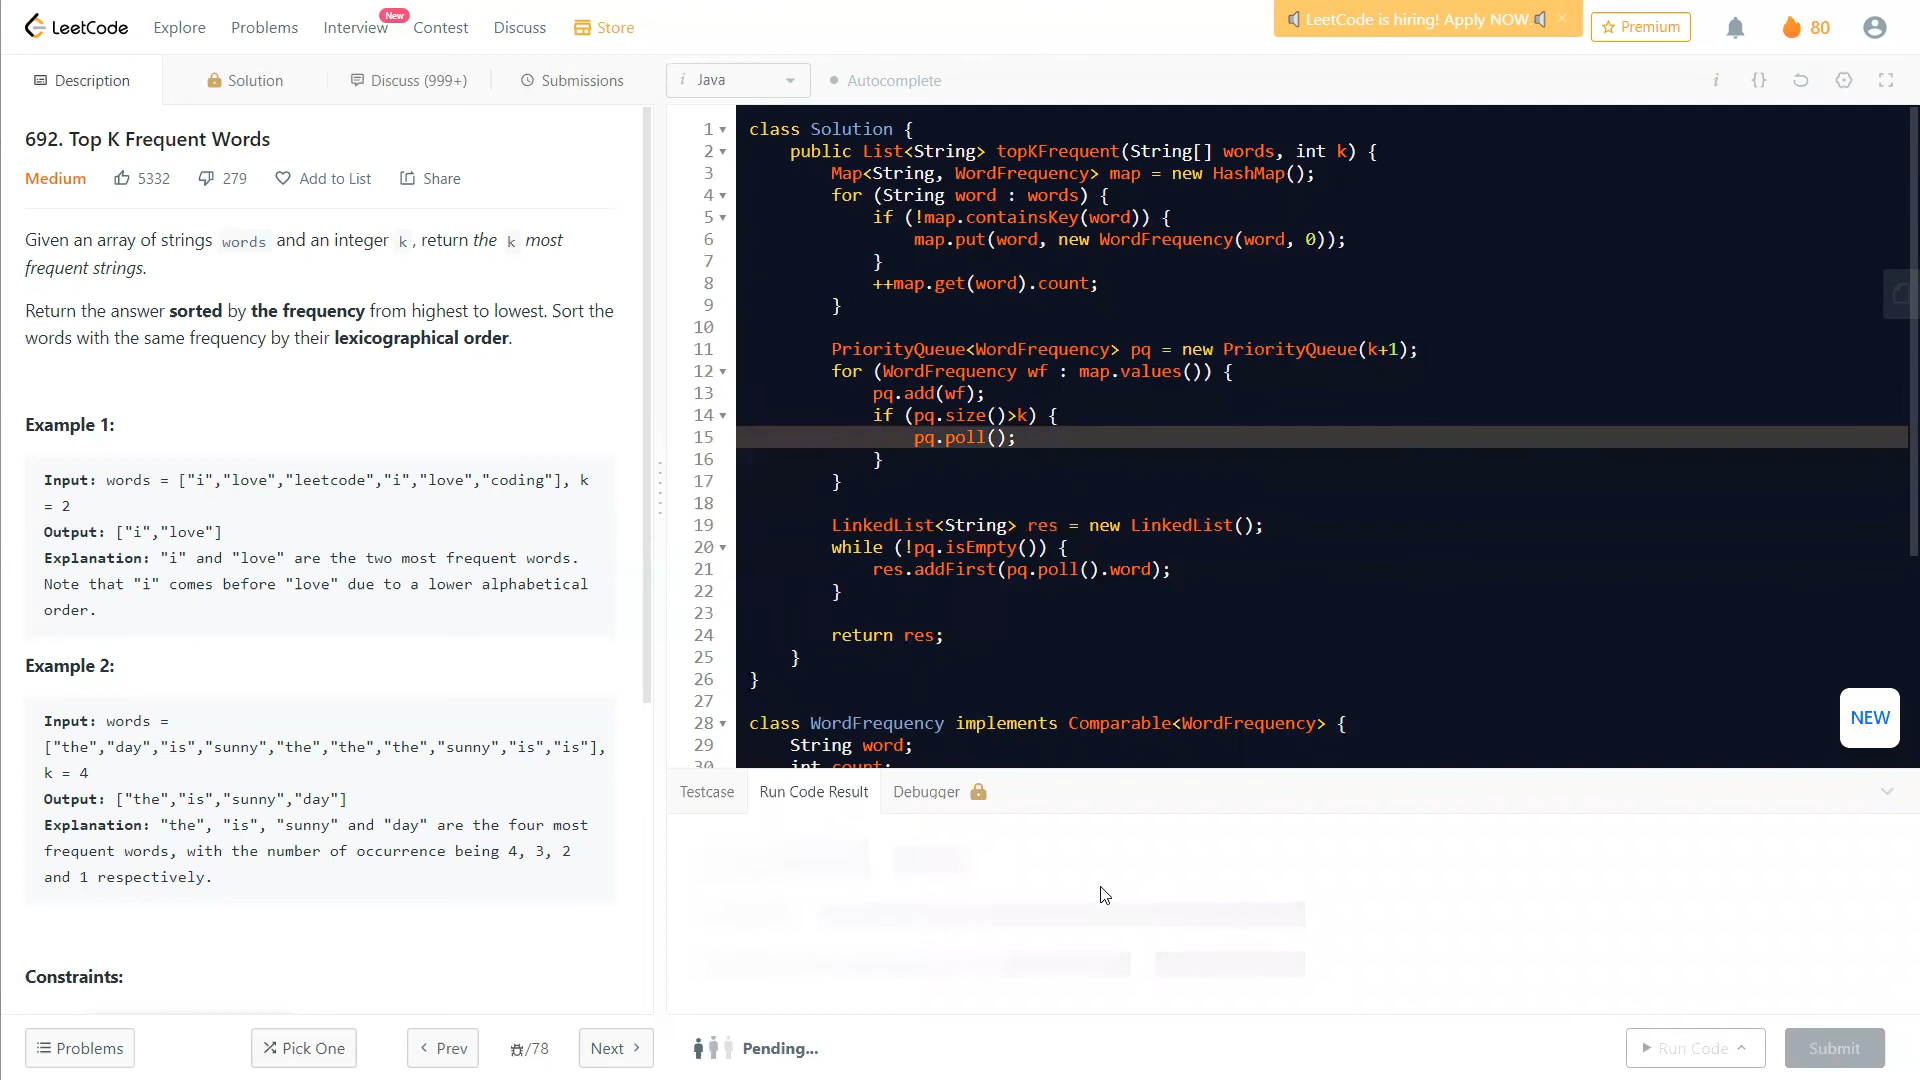 LeetCode Explore Problems Interview New Contest Discuss Store LeetCode is hiring! Apply NOW. Premium 80
Description Solution Discuss (999+) Submissions
i Java Autocomplete i {}
692. Top K Frequent Words
Medium 5332 279 Add to List Share
Given an array of strings words and an integer k, return the k most
frequent strings.
Return the answer sorted by the frequency from highest to lowest. Sort the
words with the same frequency by their lexicographical order.
Example 1:
Input: words = ["i","love","leetcode","i","love","coding"], k
= 2
Output: ["i","love"]
Explanation: "i" and "love" are the two most frequent words.
Note that "i" comes before "love" due to a lower alphabetical
order.
Example 2:
Input: words =
["the","day","is","sunny","the","the","the","sunny","is","is"],
k = 4
Output: ["the","is","sunny","day"]
Explanation: "the", "is", "sunny" and "day" are the four most
frequent words, with the number of occurrence being 4, 3, 2
and 1 respectively.
Constraints:
Problems Pick One Prev /78 Next
1 class Solution {
2 public List<String> topKFrequent(String[] words, int k) {
3 Map<String, WordFrequency> map = new HashMap();
4 for (String word : words) {
5 if (!map.containsKey(word)) {
6 map.put(word, new WordFrequency(word, 0));
7 }
8 ++map.get(word).count;
9 }
10
11 PriorityQueue<WordFrequency> pq = new PriorityQueue(k+1);
12 for (WordFrequency wf : map.values()) {
13 pq.add(wf);
14 if (pq.size()>k) {
15 pq.poll();
16 }
17 }
18
19 LinkedList<String> res = new LinkedList();
20 while (!pq.isEmpty()) {
21 res.addFirst(pq.poll().word);
22 }
23
24 return res;
25 }
26 }
27
28 class WordFrequency implements Comparable<WordFrequency> {
29 String word;
30 int count;
NEW
Testcase Run Code Result Debugger
Pending... Run Code Submit